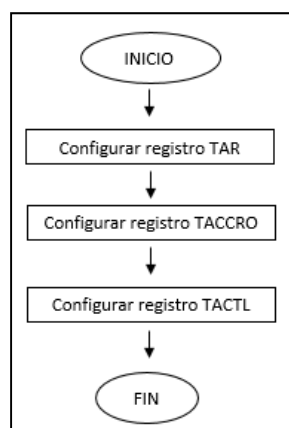 INICIO
Configurar registro TAR
Configurar registro TACCRO
Configurar registro TACTL
FIN